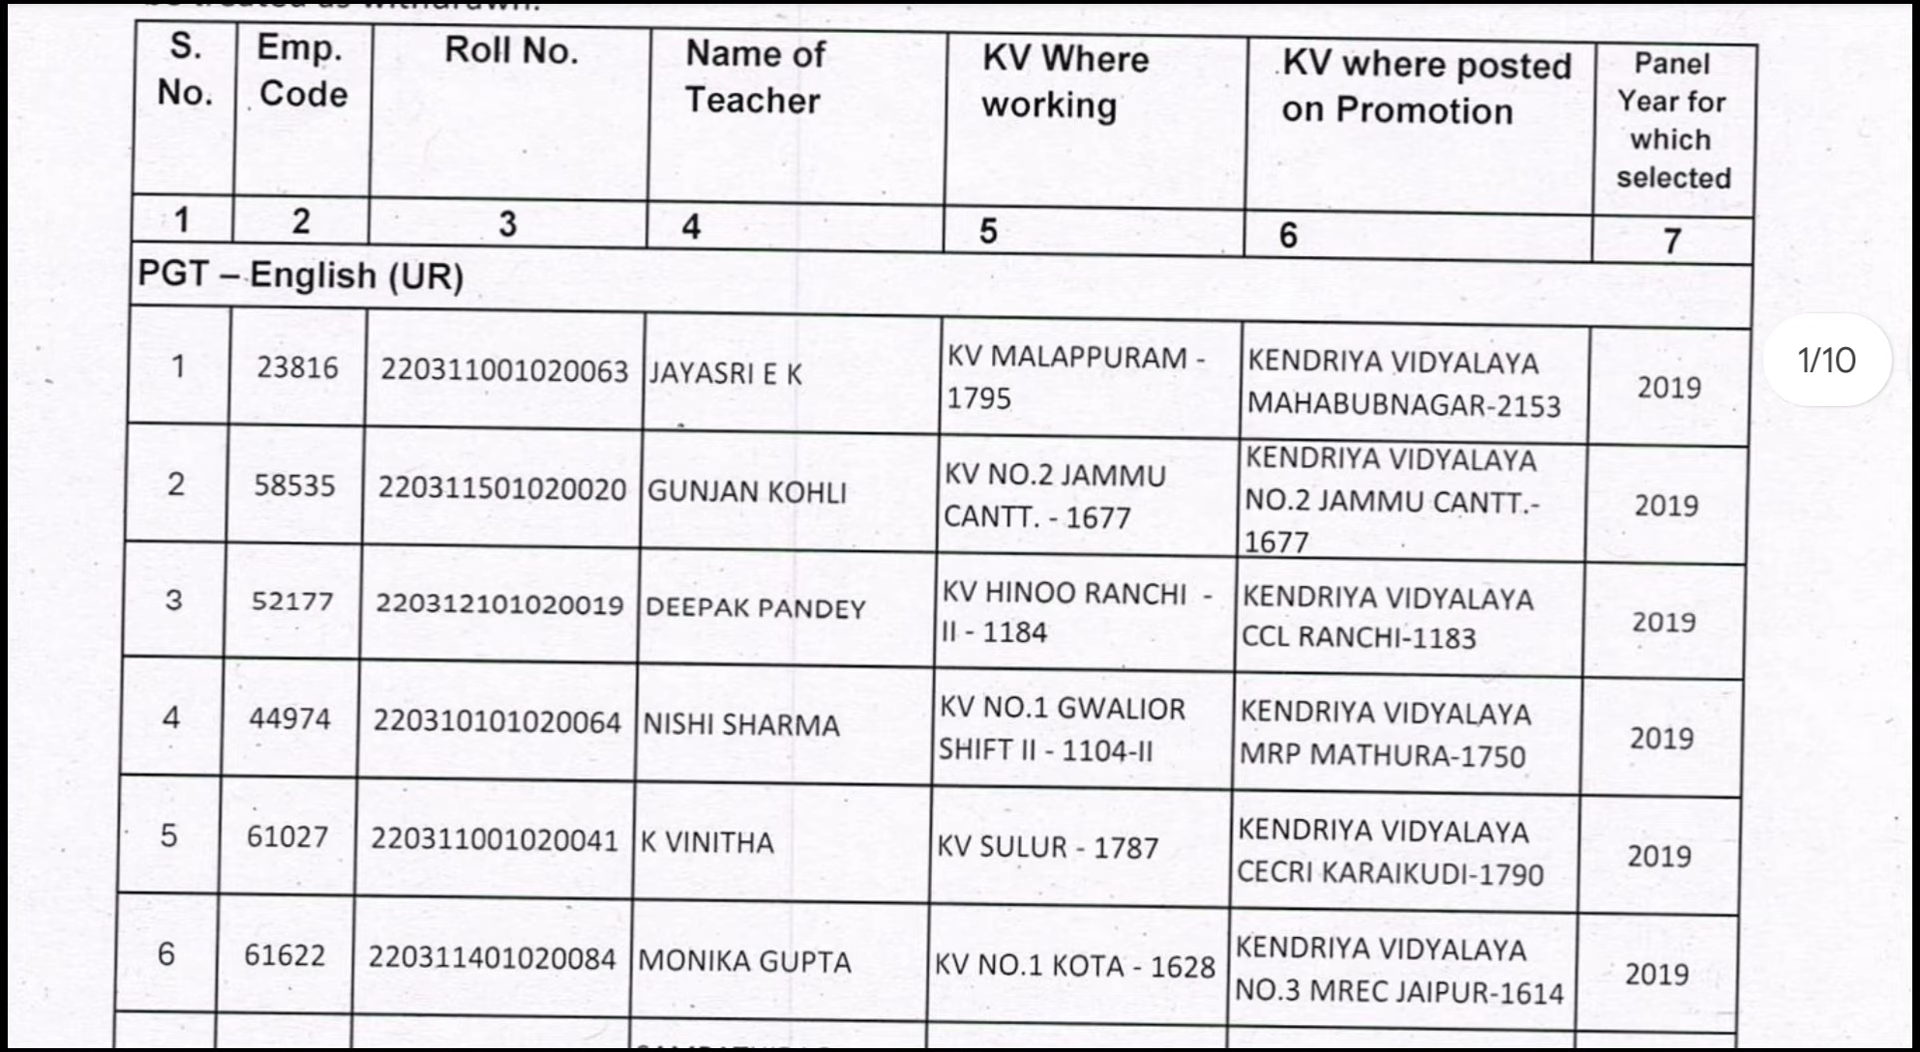 be treated as withdrawn.
S. No. Emp. Code Roll No. Name of Teacher KV Where working .KV where posted on Promotion Panel Year for which selected
1 2 3 4 5 6 7
PGT – English (UR)
1 23816 220311001020063 JAYASRI E K KV MALAPPURAM - 1795 KENDRIYA VIDYALAYA MAHABUBNAGAR-2153 2019
2 58535 220311501020020 GUNJAN KOHLI KV NO.2 JAMMU CANTT. - 1677 KENDRIYA VIDYALAYA NO.2 JAMMU CANTT.- 1677 2019
3 52177 220312101020019 DEEPAK PANDEY KV HINOO RANCHI - II - 1184 KENDRIYA VIDYALAYA CCL RANCHI-1183 2019
4 44974 220310101020064 NISHI SHARMA KV NO.1 GWALIOR SHIFT II - 1104-II KENDRIYA VIDYALAYA MRP MATHURA-1750 2019
5 61027 220311001020041 K VINITHA KV SULUR - 1787 KENDRIYA VIDYALAYA CECRI KARAIKUDI-1790 2019
6 61622 220311401020084 MONIKA GUPTA KV NO.1 KOTA - 1628 KENDRIYA VIDYALAYA NO.3 MREC JAIPUR-1614 2019
1/10